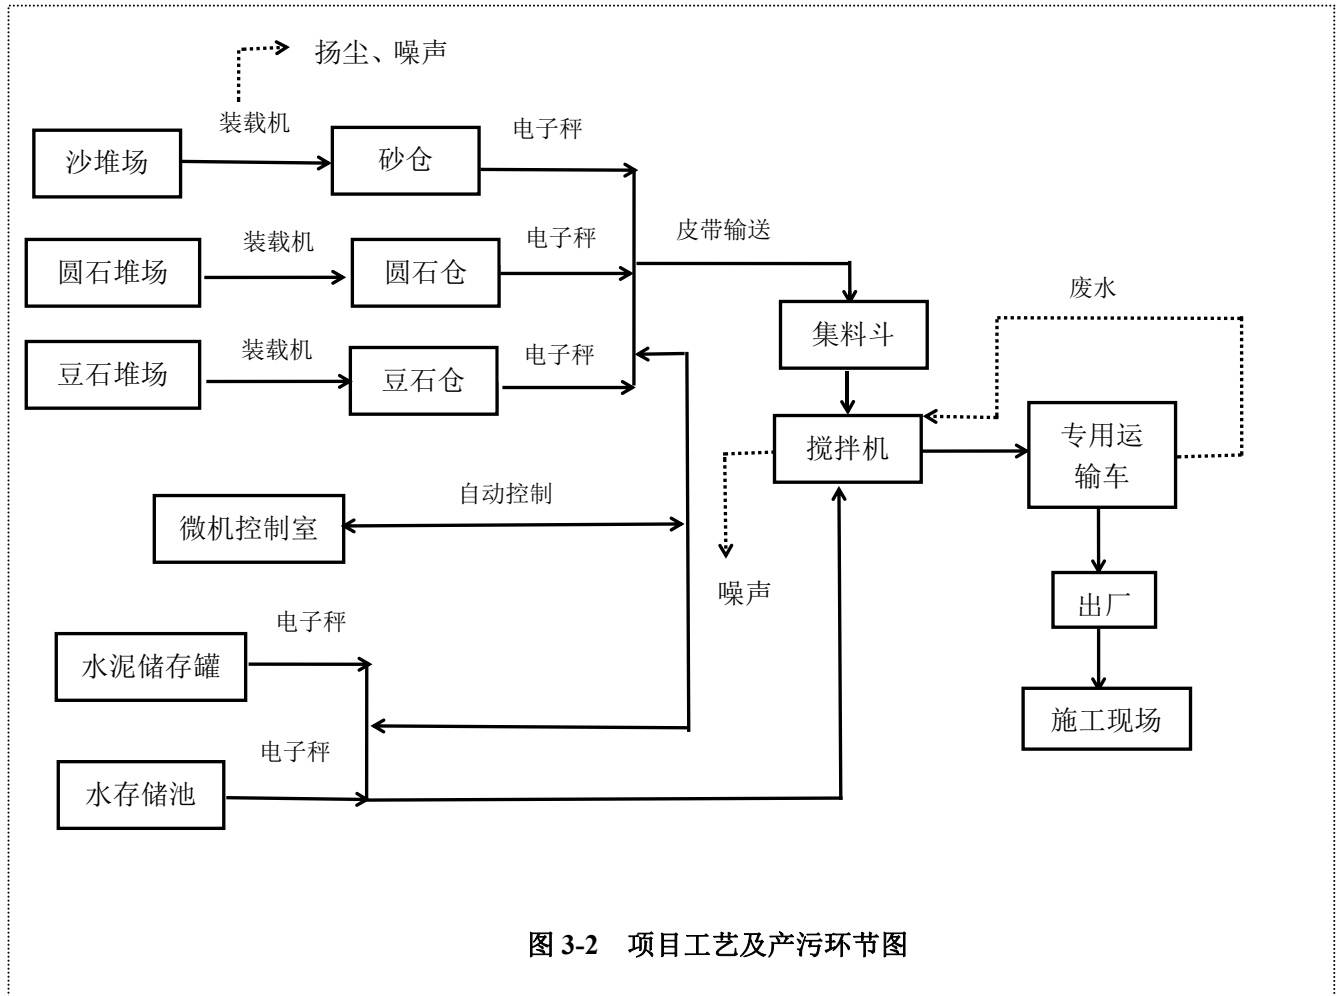 扬尘、噪声
装载机
电子秤
沙堆场
砂仓
皮带输送
装载机
电子秤
圆石堆场
圆石仓
废水
集料斗
装载机
电子秤
豆石堆场
豆石仓
搅拌机
专用运
输车
自动控制
微机控制室
噪声
出厂
电子秤
水泥储存罐
施工现场
电子秤
水存储池
图 3-2 项目工艺及产污环节图